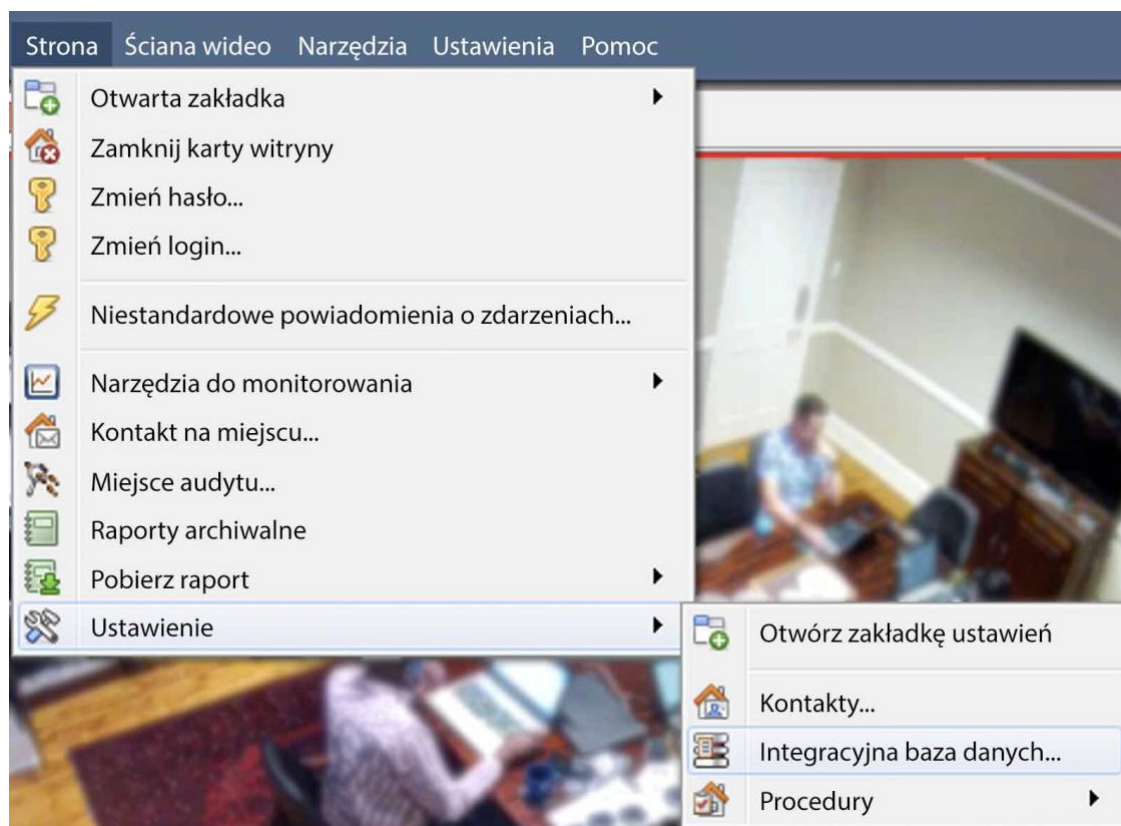 Strona Ściana wideo Narzędzia Ustawienia Pomoc
Otwarta zakładka
Zamknij karty witryny
Zmień hasło...
Zmień login...
Niestandardowe powiadomienia o zdarzeniach...
Narzędzia do monitorowania
Kontakt na miejscu...
Miejsce audytu...
Raporty archiwalne
Pobierz raport
Ustawienie
Otwórz zakładkę ustawień
Kontakty...
Integracyjna baza danych...
Procedury